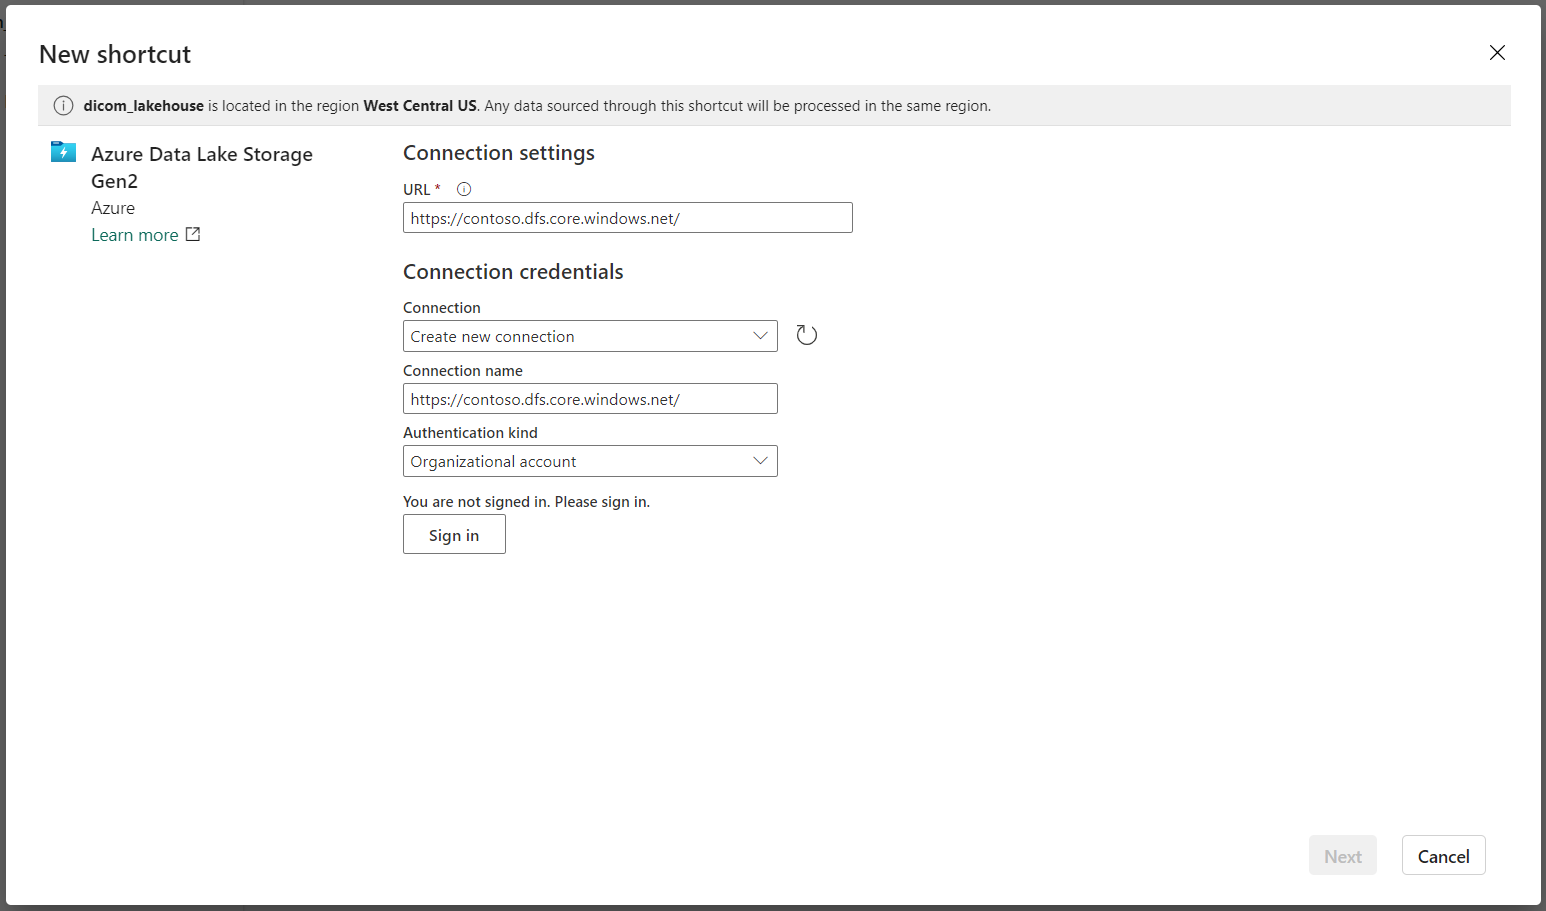 New shortcut
dicom_lakehouse is located in the region West Central US. Any data sourced through this shortcut will be processed in the same region.
Azure Data Lake Storage
Gen2
Azure
Learn more
Connection settings
URL *
https://contoso.dfs.core.windows.net/
Connection credentials
Connection
Create new connection
Connection name
https://contoso.dfs.core.windows.net/
Authentication kind
Organizational account
You are not signed in. Please sign in.
Sign in
Next
Cancel